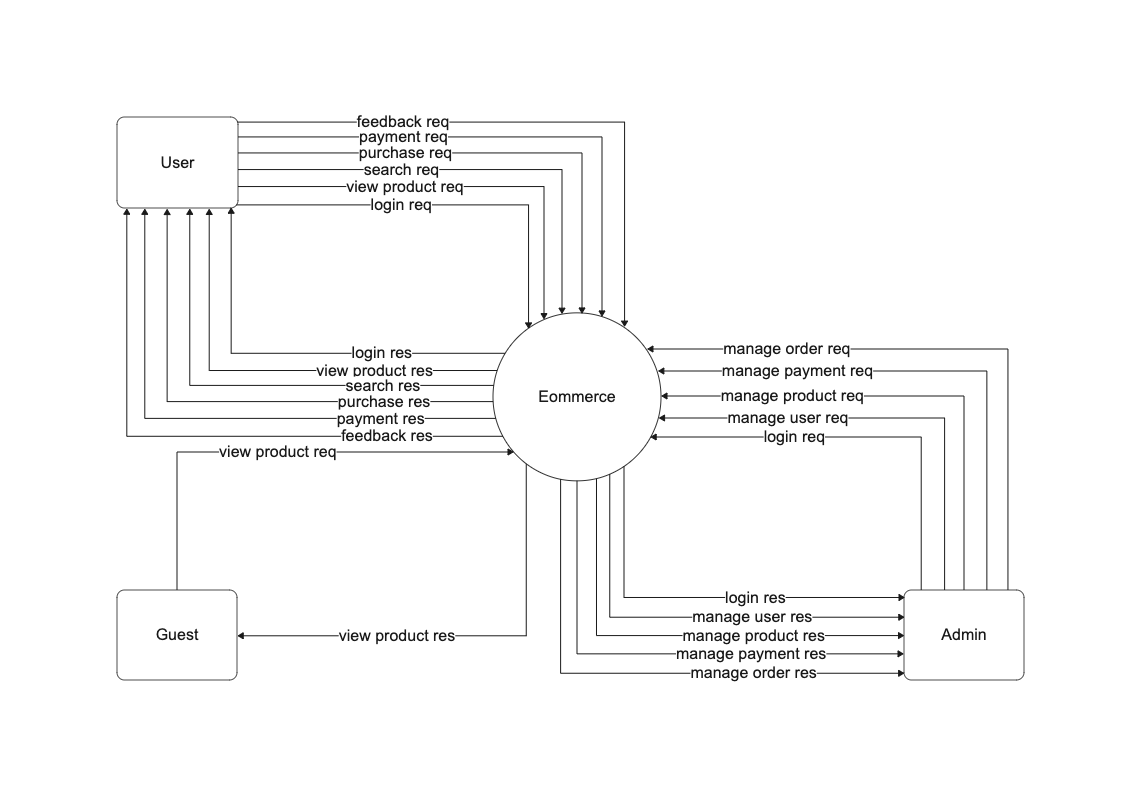 feedback req
payment req
User
purchase req
search req
view product req
login req
login res
manage order req
view product res
manage payment req
search res
Eommerce
manage product req
purchase res
payment res
manage user req
feedback res
login req
view product req
login res
manage user res
Guest
view product res
manage product res
Admin
manage payment res
manage order res